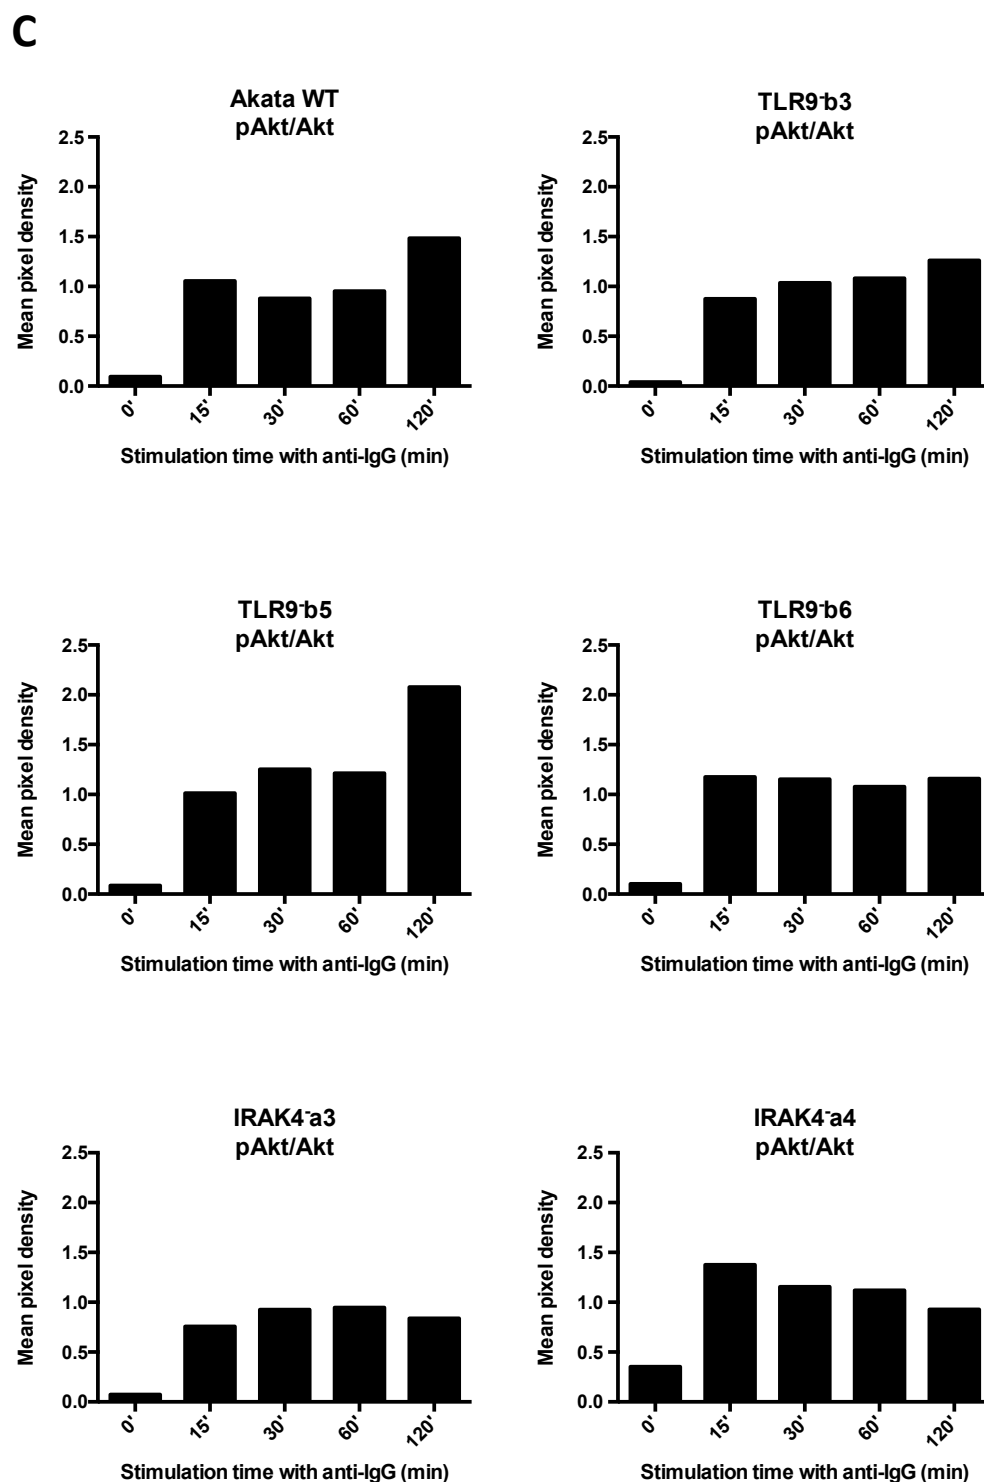 C
Akata WT
pAkt/Akt
2.5
2.0
1.5
1.0
0.5
0.0
Mean pixel density
0'
15'
30'
60'
120'
Stimulation time with anti-IgG (min)
TLR9⁻b3
pAkt/Akt
2.5
2.0
1.5
1.0
0.5
0.0
Mean pixel density
0'
15'
30'
60'
120'
Stimulation time with anti-IgG (min)
TLR9⁻b5
pAkt/Akt
2.5
2.0
1.5
1.0
0.5
0.0
Mean pixel density
0'
15'
30'
60'
120'
Stimulation time with anti-IgG (min)
TLR9⁻b6
pAkt/Akt
2.5
2.0
1.5
1.0
0.5
0.0
Mean pixel density
0'
15'
30'
60'
120'
Stimulation time with anti-IgG (min)
IRAK4⁻a3
pAkt/Akt
2.5
2.0
1.5
1.0
0.5
0.0
Mean pixel density
0'
15'
30'
60'
120'
Stimulation time with anti-IgG (min)
IRAK4⁻a4
pAkt/Akt
2.5
2.0
1.5
1.0
0.5
0.0
Mean pixel density
0'
15'
30'
60'
120'
Stimulation time with anti-IgG (min)